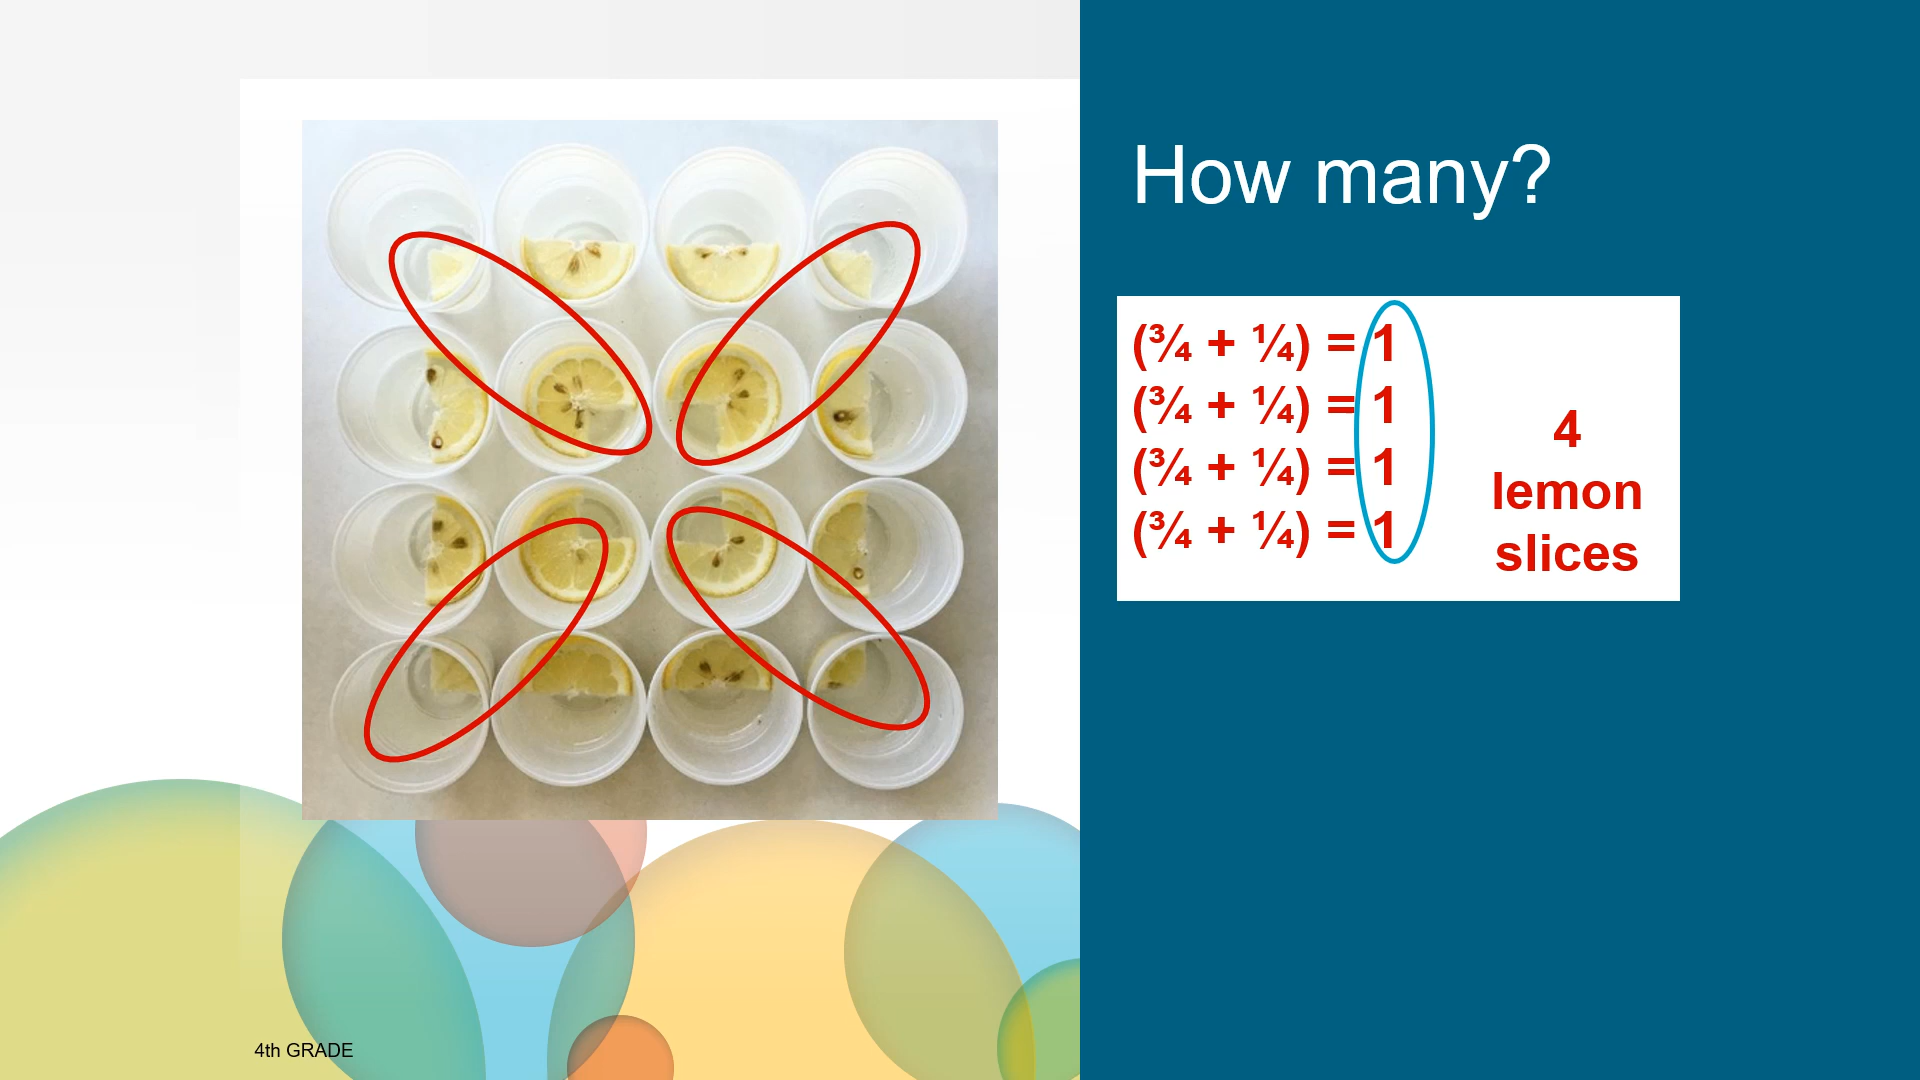 How many?
(¾ + ¼) = 1
(¾ + ¼) = 1
(¾ + ¼) = 1
(¾ + ¼) = 1
4
lemon
slices
4th GRADE